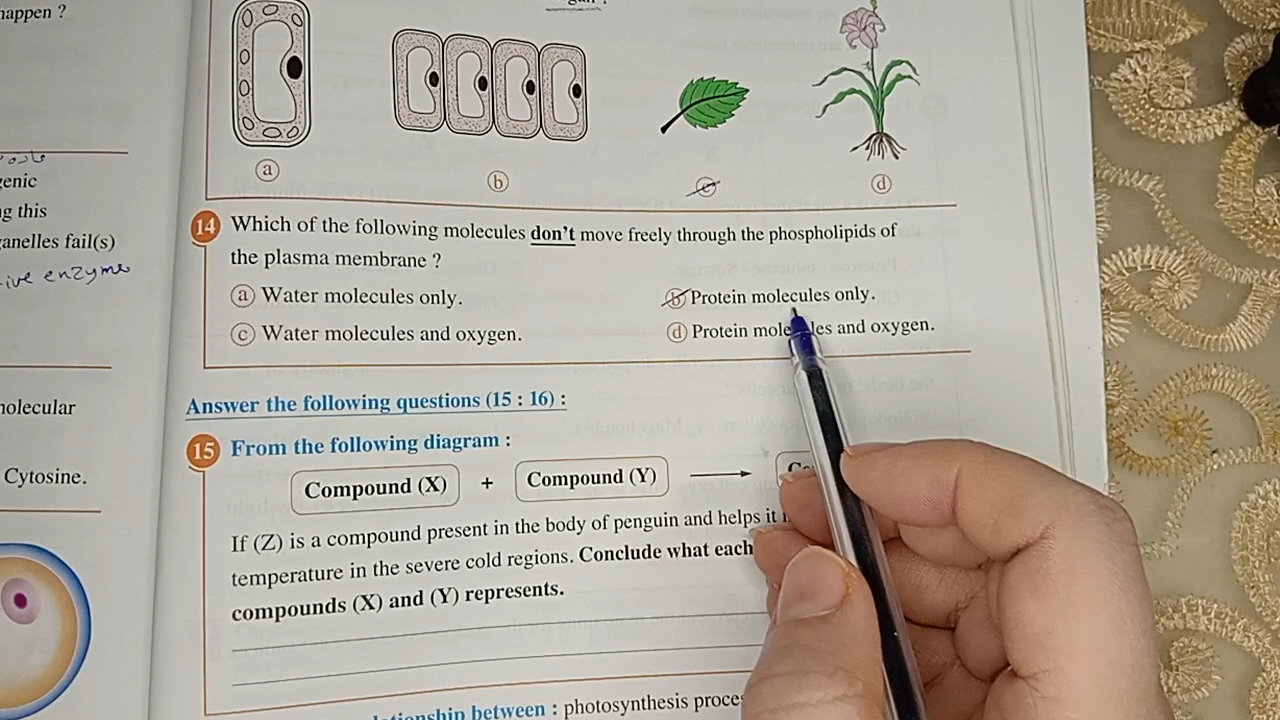 happen ?
genic
g this
ganelles fail(s)
ive enzyme
molecular
Cytosine.
a
b
c
d
14 Which of the following molecules don't move freely through the phospholipids of
the plasma membrane ?
a Water molecules only.
b Protein molecules only.
c Water molecules and oxygen.
d Protein molecules and oxygen.
Answer the following questions (15 : 16) :
15 From the following diagram :
Compound (X) + Compound (Y)
If (Z) is a compound present in the body of penguin and helps it
temperature in the severe cold regions. Conclude what each
compounds (X) and (Y) represents.
between : photosynthesis